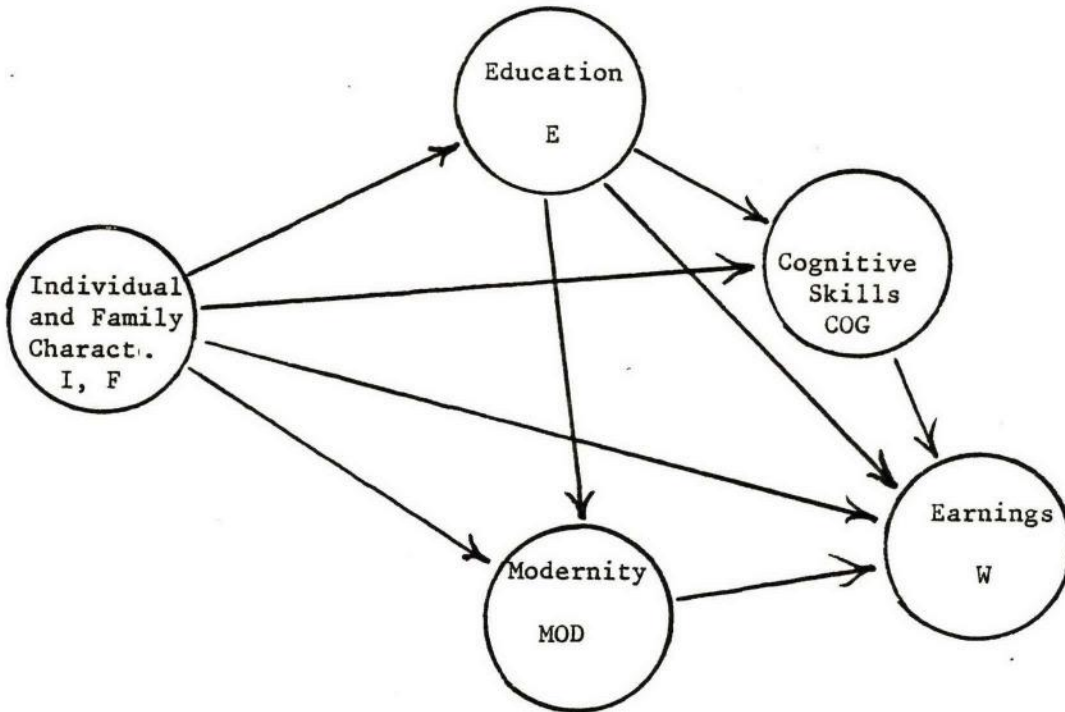 Education
E
Individual
and Family
Charact.
I, F
Cognitive
Skills
COG
Modernity
MOD
Earnings
W